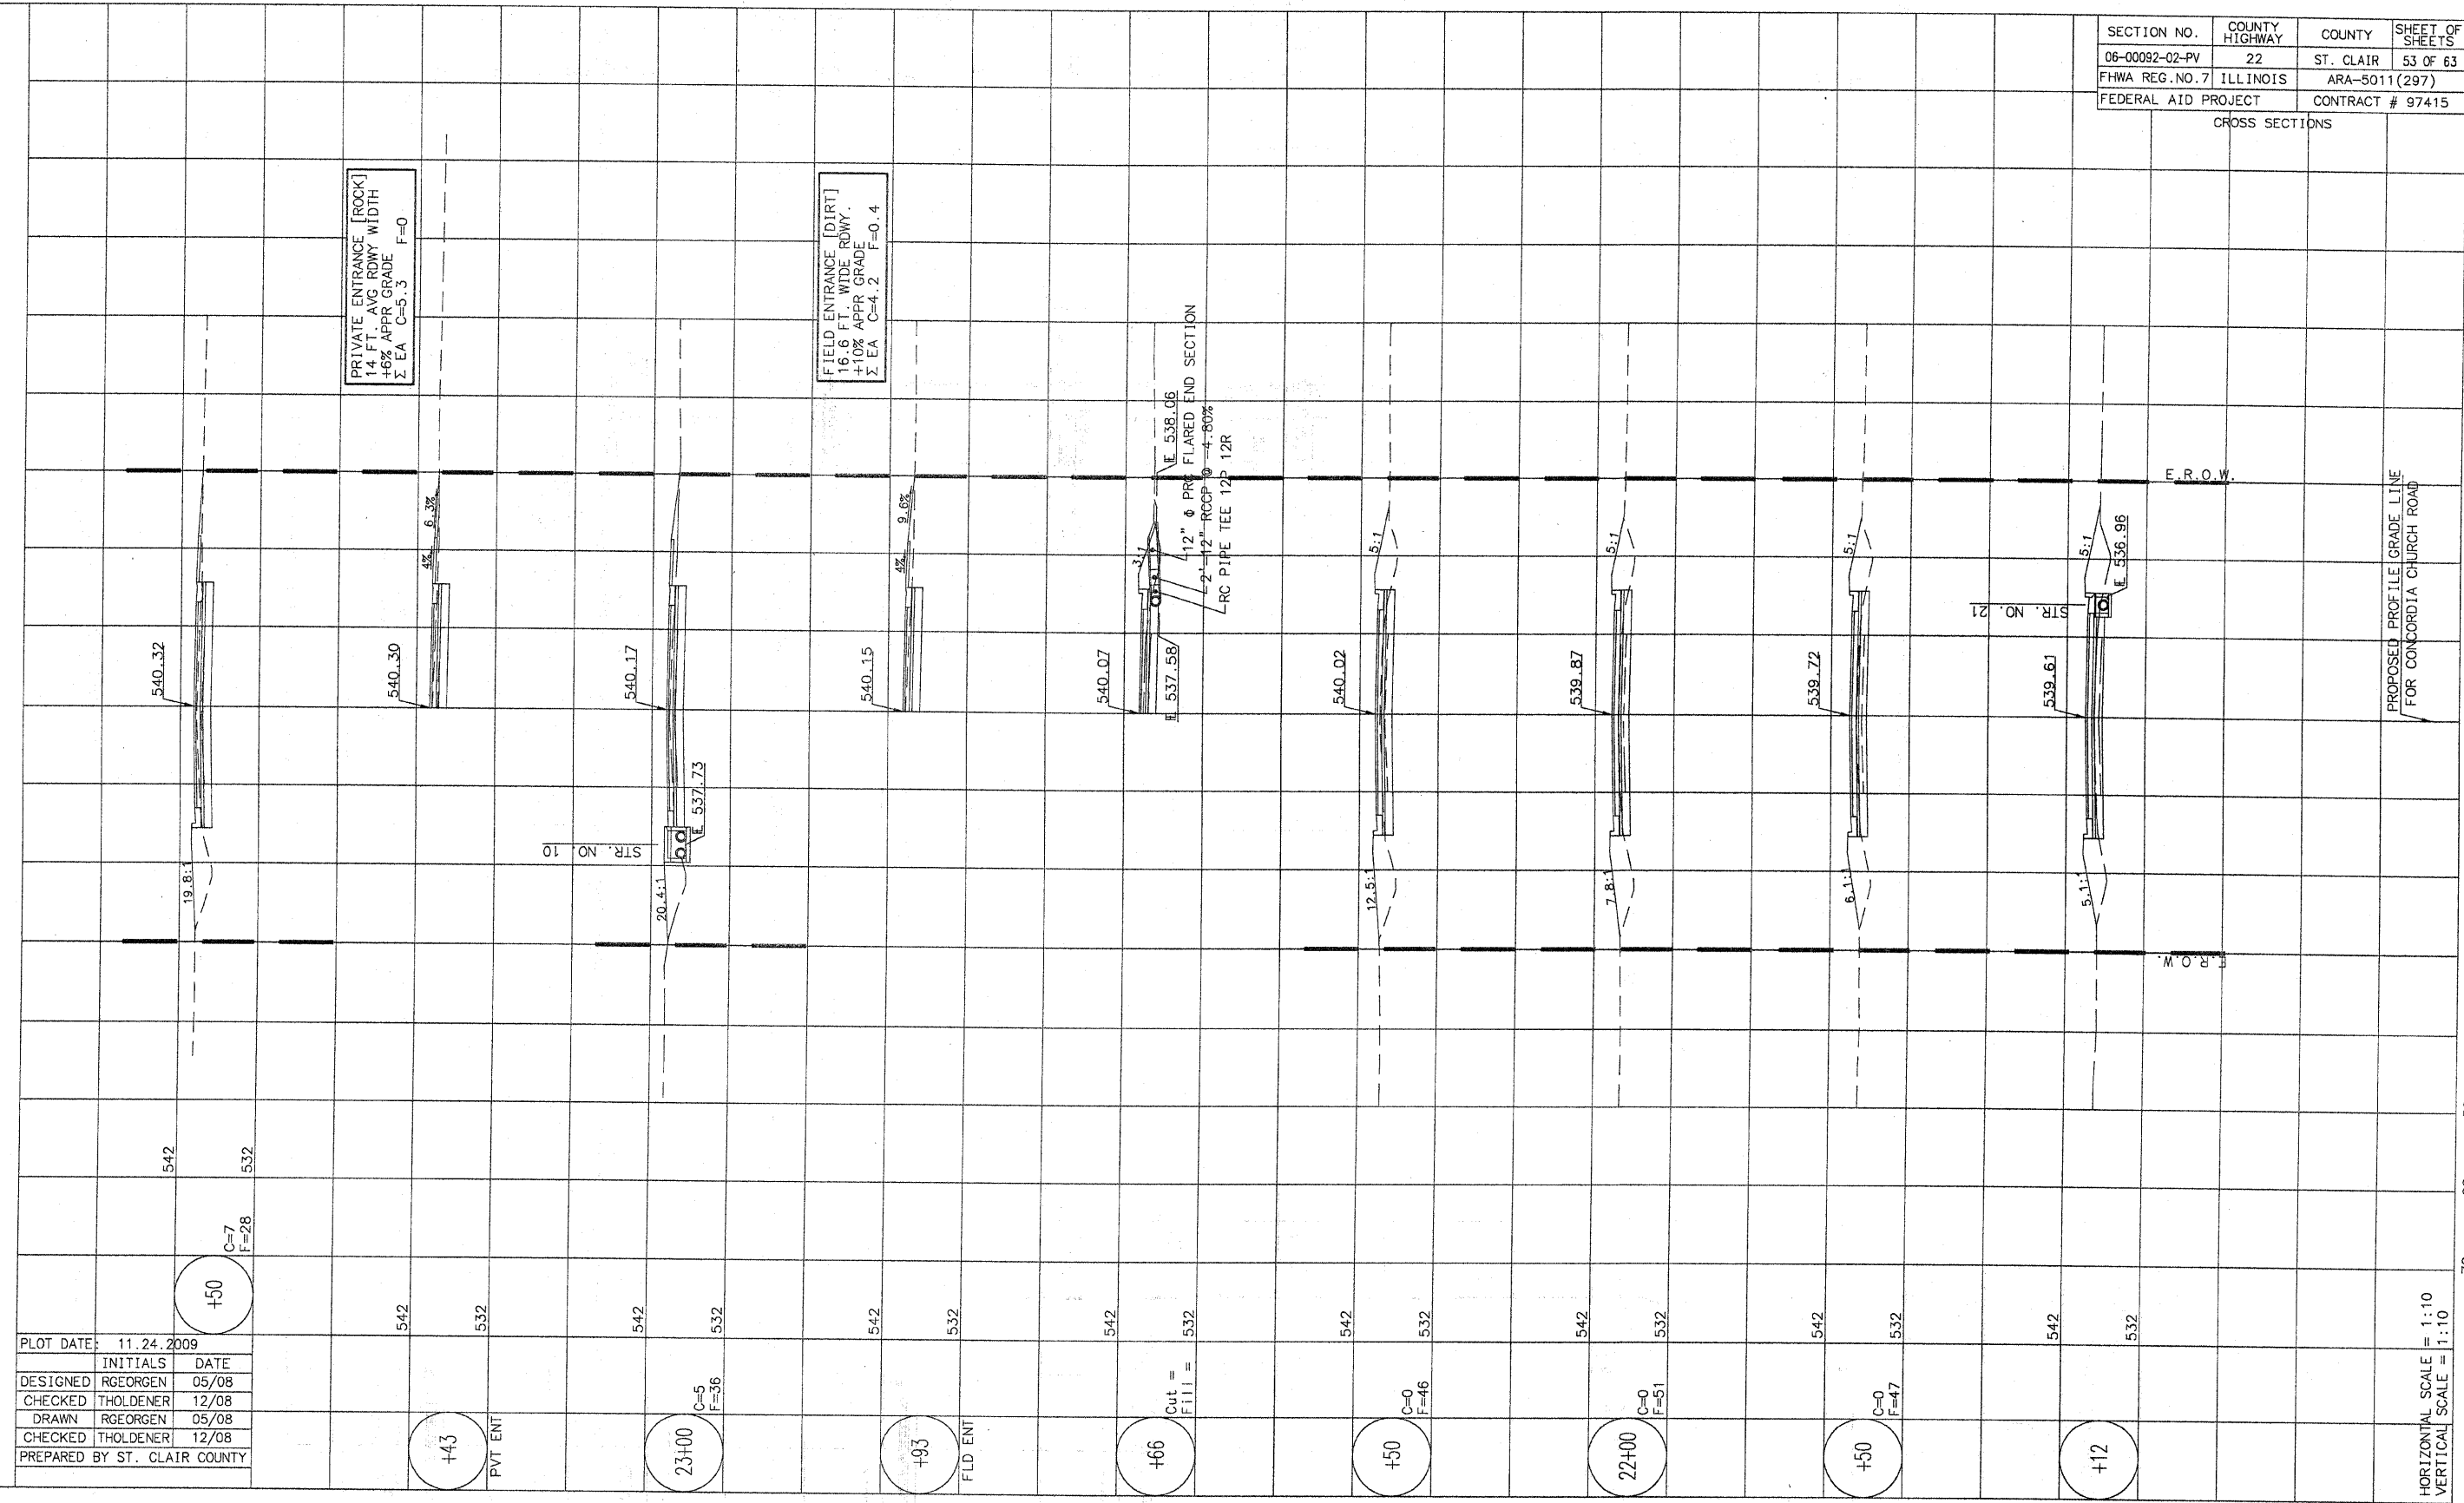 SECTION NO. COUNTY HIGHWAY COUNTY SHEET OF SHEETS
06-00092-02-PV 22 ST. CLAIR 53 OF 63
FHWA REG.NO.7 ILLINOIS ARA-5011(297)
FEDERAL AID PROJECT CONTRACT # 97415
CROSS SECTIONS
PRIVATE ENTRANCE [ROCK]
14 FT. AVG RDWY WIDTH
+6% APPR GRADE
Σ EA C=5.3 F=0
FIELD ENTRANCE [DIRT]
16.6 FT. WIDE RDWY.
+10% APPR GRADE
Σ EA C=4.2 F=0.4
540.32
19.8:1
542
532
C=7
F=28
+50
4%
6.3%
540.30
542
532
+43
PVT ENT
540.17
537.73
STR. NO. 10
20.4:1
542
532
C=5
F=36
23+00
4%
9.6%
540.15
542
532
+93
FLD ENT
538.06
12" Φ PRC FLARED END SECTION
2'-12" RCCP @ -4.80%
RC PIPE TEE 12P 12R
3:1
540.07
537.58
542
532
Cut =
Fill =
+66
5:1
540.02
12.5:1
542
532
C=0
F=46
+50
5:1
539.87
7.8:1
542
532
C=0
F=51
22+00
5:1
539.72
6.1:1
542
532
C=0
F=47
+50
5:1
536.96
STR. NO. 21
539.61
5.1:1
542
532
+12
E.R.O.W.
E.R.O.W.
PROPOSED PROFILE GRADE LINE
FOR CONCORDIA CHURCH ROAD
HORIZONTAL SCALE = 1:10
VERTICAL SCALE = 1:10
PLOT DATE: 11.24.2009
INITIALS DATE
DESIGNED RGEORGEN 05/08
CHECKED THOLDENER 12/08
DRAWN RGEORGEN 05/08
CHECKED THOLDENER 12/08
PREPARED BY ST. CLAIR COUNTY